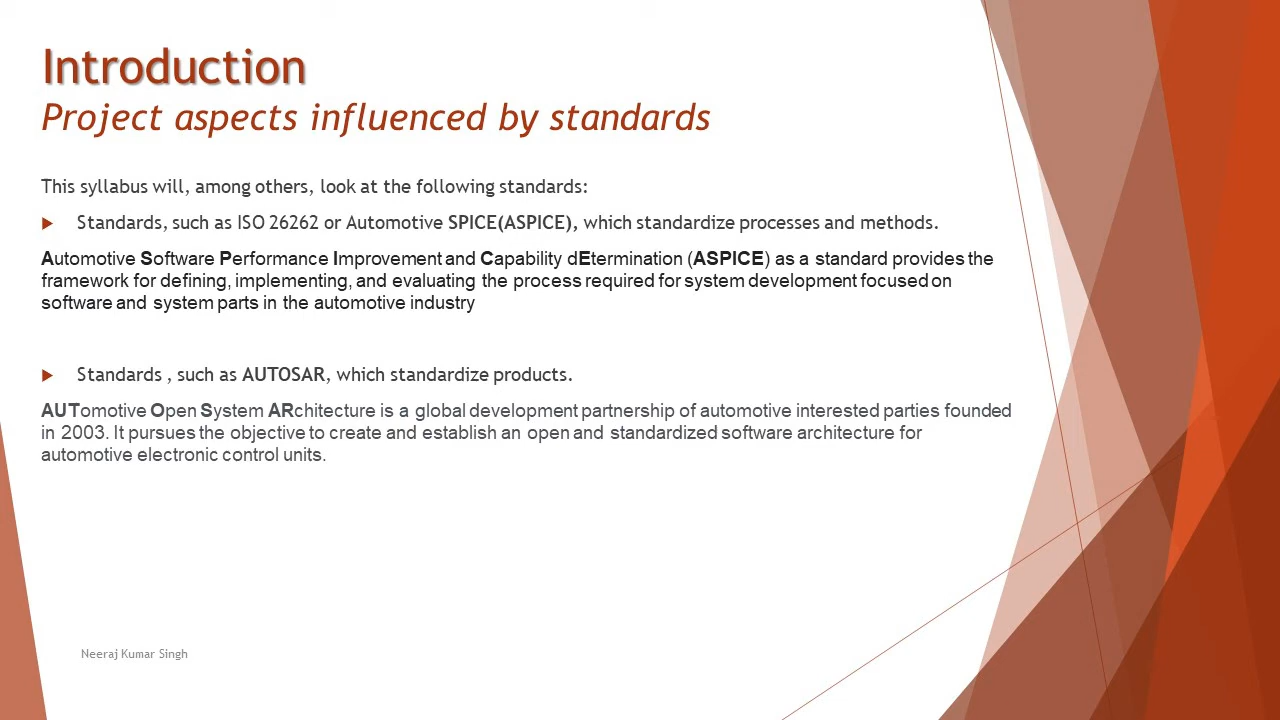 Introduction
Project aspects influenced by standards
This syllabus will, among others, look at the following standards:
Standards, such as ISO 26262 or Automotive SPICE(ASPICE), which standardize processes and methods.
Automotive Software Performance Improvement and Capability dEtermination (ASPICE) as a standard provides the
framework for defining, implementing, and evaluating the process required for system development focused on
software and system parts in the automotive industry
Standards , such as AUTOSAR, which standardize products.
AUTomotive Open System ARchitecture is a global development partnership of automotive interested parties founded
in 2003. It pursues the objective to create and establish an open and standardized software architecture for
automotive electronic control units.
Neeraj Kumar Singh